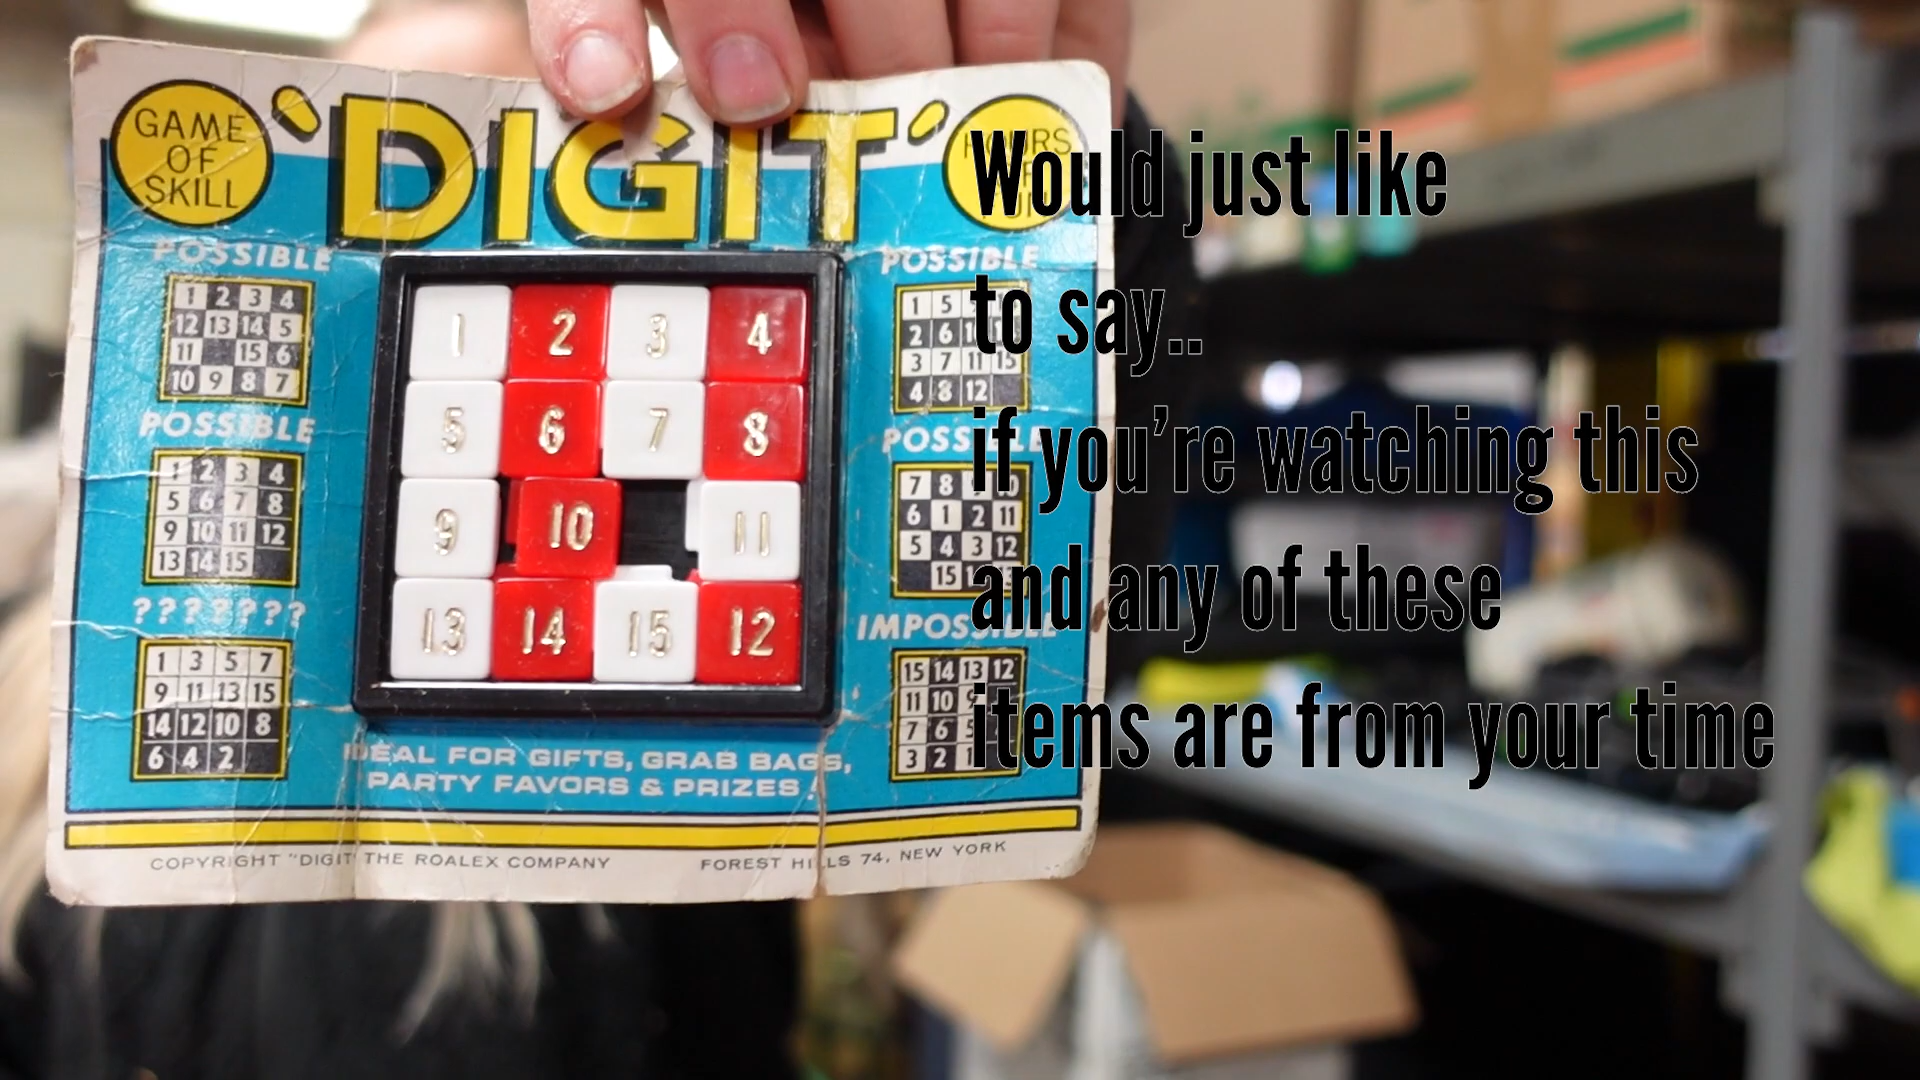 GAME
OF
SKILL
'DIGIT'
POSSIBLE
1 2 3 4
12 13 14 5
11 15 6
10 9 8 7
POSSIBLE
1 2 3 4
5 6 7 8
9 10 11 12
13 14 15
???????
1 3 5 7
9 11 13 15
14 12 10 8
6 4 2
1 2 3 4
5 6 7 8
9 10 11
13 14 15 12
POSSIBLE
1 5
2 6
3 7 11 15
4 8 12
POSSIBLE
7 8 10
6 1 2 11
5 4 3 12
15
IMPOSSIBLE
15 14 13 12
11 10
7 6
3 2 1
IDEAL FOR GIFTS, GRAB BAGS,
PARTY FAVORS & PRIZES!
COPYRIGHT "DIGIT" THE ROALEX COMPANY FOREST HILLS 74, NEW YORK
Would just like
to say..
if you're watching this
and any of these
items are from your time